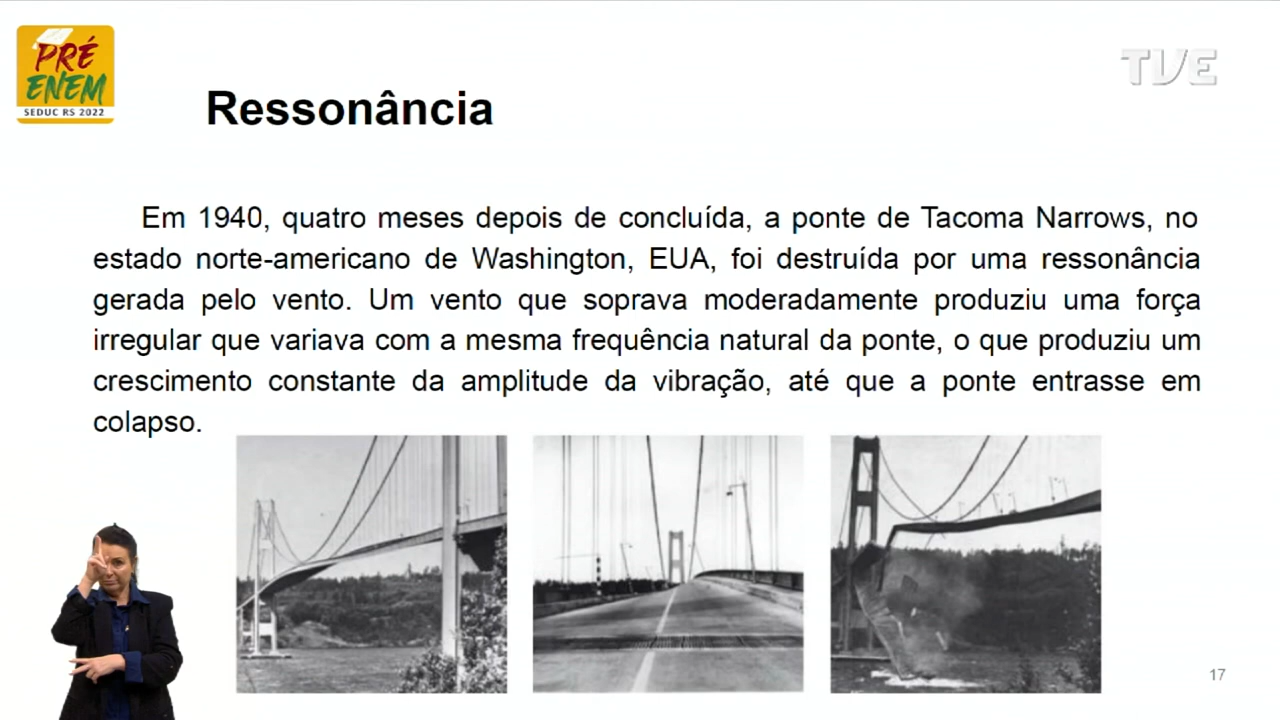 PRÉ
ENEM
SEDUC RS 2022
TVE
Ressonância
Em 1940, quatro meses depois de concluída, a ponte de Tacoma Narrows, no
estado norte-americano de Washington, EUA, foi destruída por uma ressonância
gerada pelo vento. Um vento que soprava moderadamente produziu uma força
irregular que variava com a mesma frequência natural da ponte, o que produziu um
crescimento constante da amplitude da vibração, até que a ponte entrasse em
colapso.
17